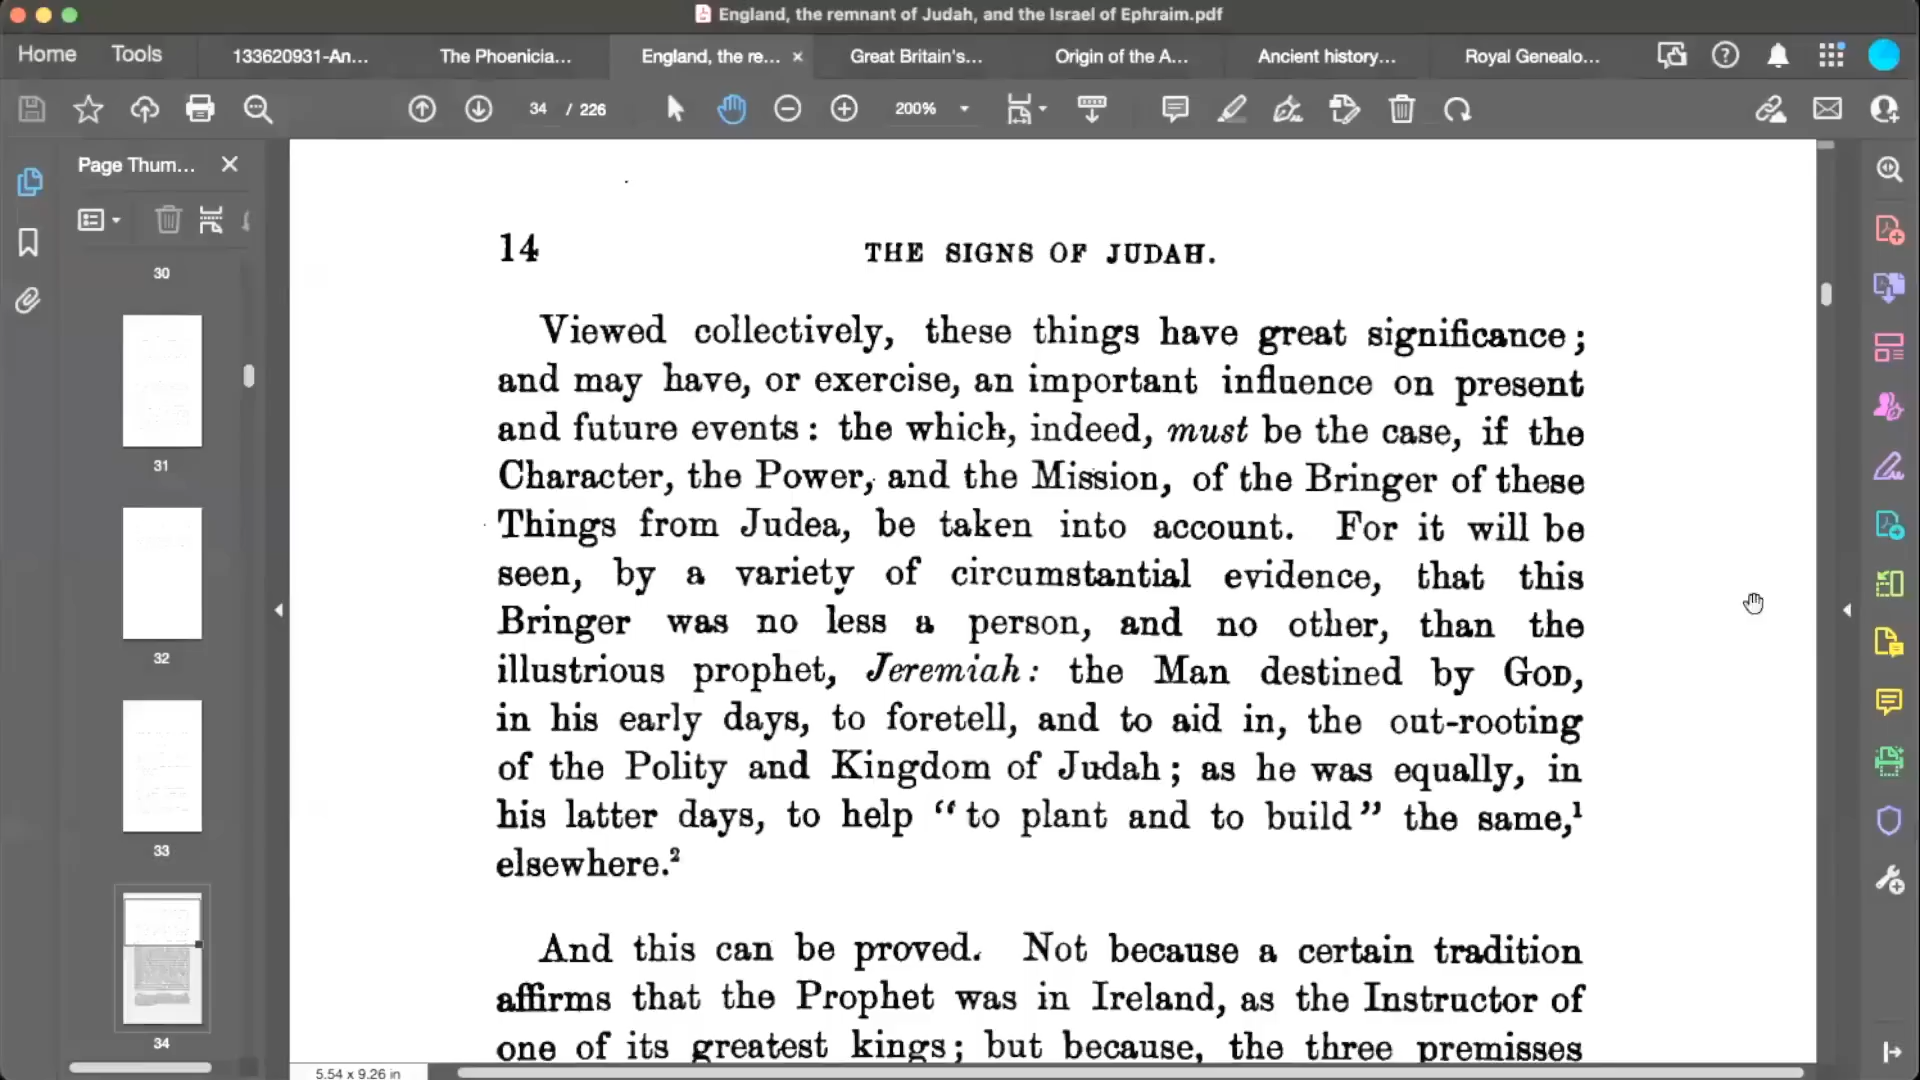 England, the remnant of Judah, and the Israel of Ephraim.pdf
Home Tools 133620931-An... The Phoenicia... England, the re... × Great Britain's... Origin of the A... Ancient history... Royal Genealo...
34 / 226 200%
Page Thum...
30
31
32
33
34
14 THE SIGNS OF JUDAH.
Viewed collectively, these things have great significance;
and may have, or exercise, an important influence on present
and future events: the which, indeed, must be the case, if the
Character, the Power, and the Mission, of the Bringer of these
Things from Judea, be taken into account. For it will be
seen, by a variety of circumstantial evidence, that this
Bringer was no less a person, and no other, than the
illustrious prophet, Jeremiah: the Man destined by GOD,
in his early days, to foretell, and to aid in, the out-rooting
of the Polity and Kingdom of Judah; as he was equally, in
his latter days, to help "to plant and to build" the same,¹
elsewhere.²
And this can be proved. Not because a certain tradition
affirms that the Prophet was in Ireland, as the Instructor of
one of its greatest kings; but because, the three premisses
5.54 x 9.26 in